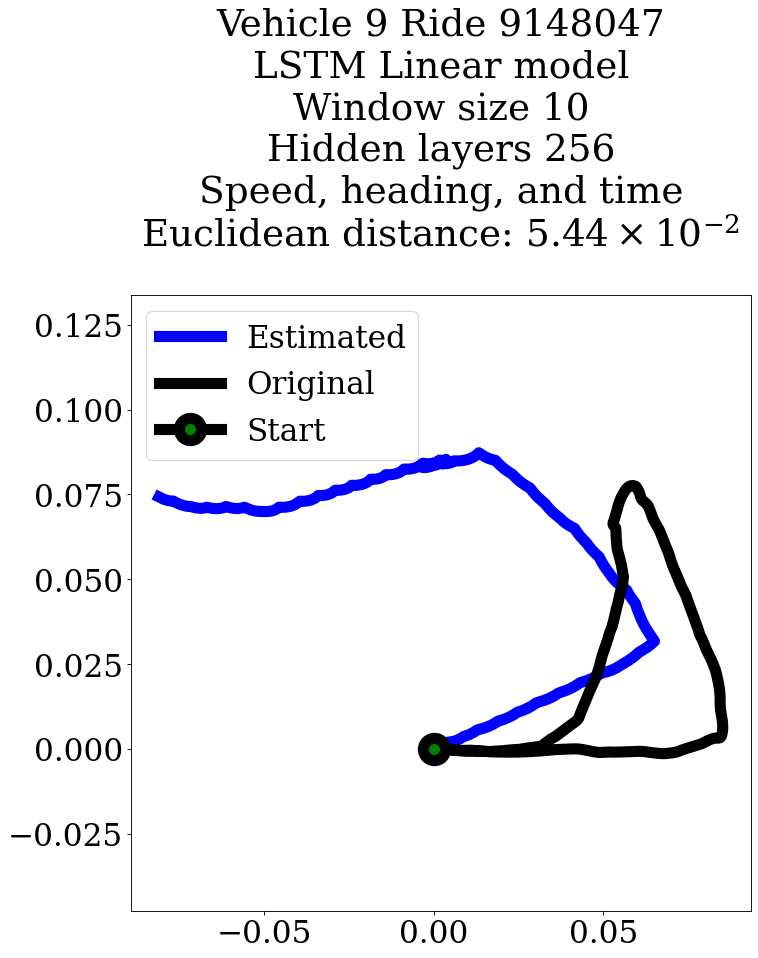 Vehicle 9 Ride 9148047
LSTM Linear model
Window size 10
Hidden layers 256
Speed, heading, and time
Euclidean distance: 5.44 × 10⁻²
Estimated
Original
Start
0.125
0.100
0.075
0.050
0.025
0.000
−0.025
−0.05
0.00
0.05